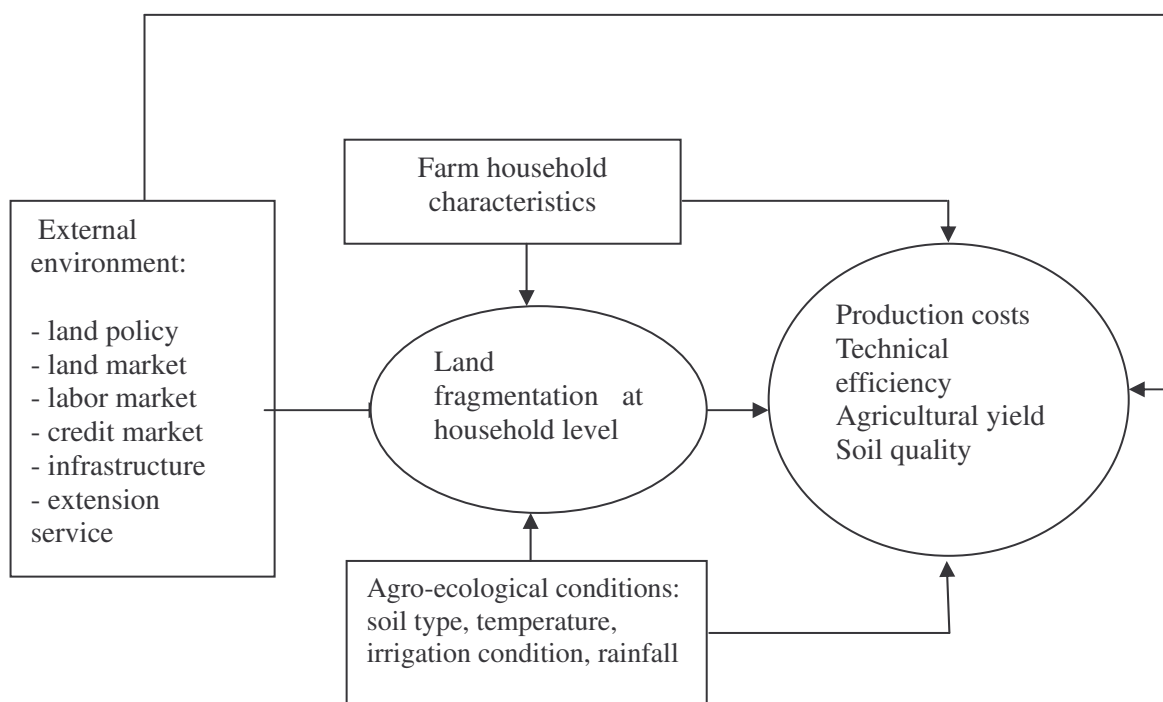 Farm household
characteristics
External
environment:
- land policy
- land market
- labor market
- credit market
- infrastructure
- extension
service
Land
fragmentation at
household level
Production costs
Technical
efficiency
Agricultural yield
Soil quality
Agro-ecological conditions:
soil type, temperature,
irrigation condition, rainfall